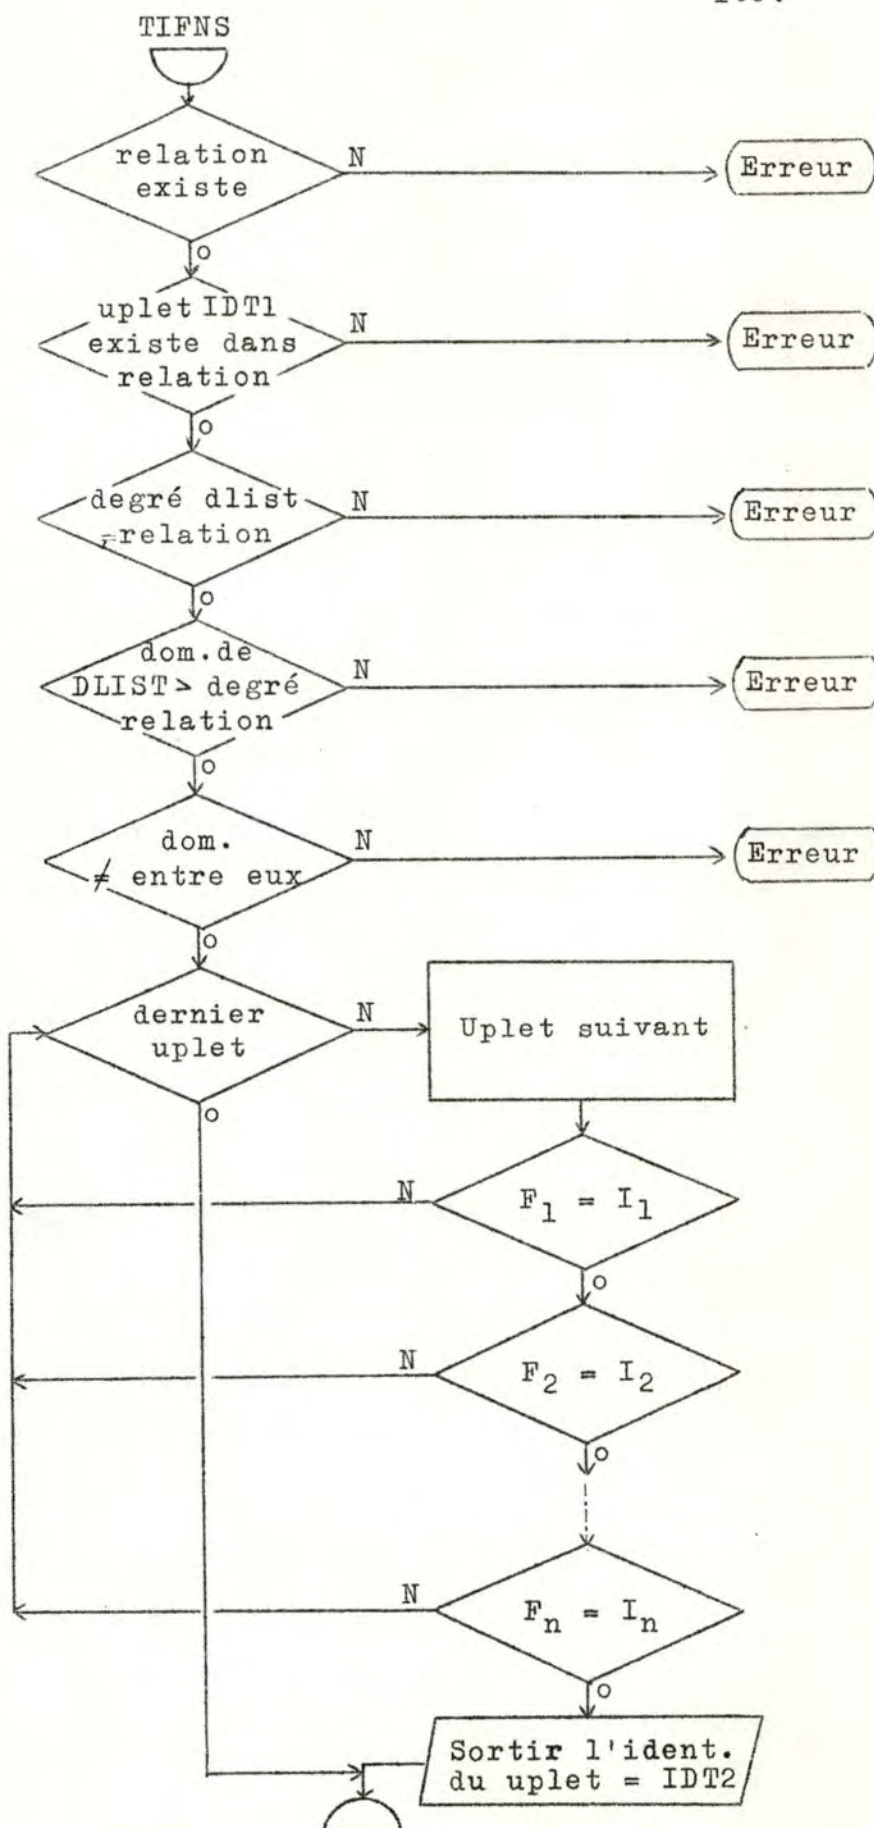 TIFNS
relation
existe
N
Erreur
o
uplet IDT1
existe dans
relation
N
Erreur
o
degré dlist
=relation
N
Erreur
o
dom.de
DLIST > degré
relation
N
Erreur
o
dom.
≠ entre eux
N
Erreur
o
dernier
uplet
N
Uplet suivant
o
F1 = I1
N
o
F2 = I2
N
o
Fn = In
N
o
Sortir l'ident.
du uplet = IDT2